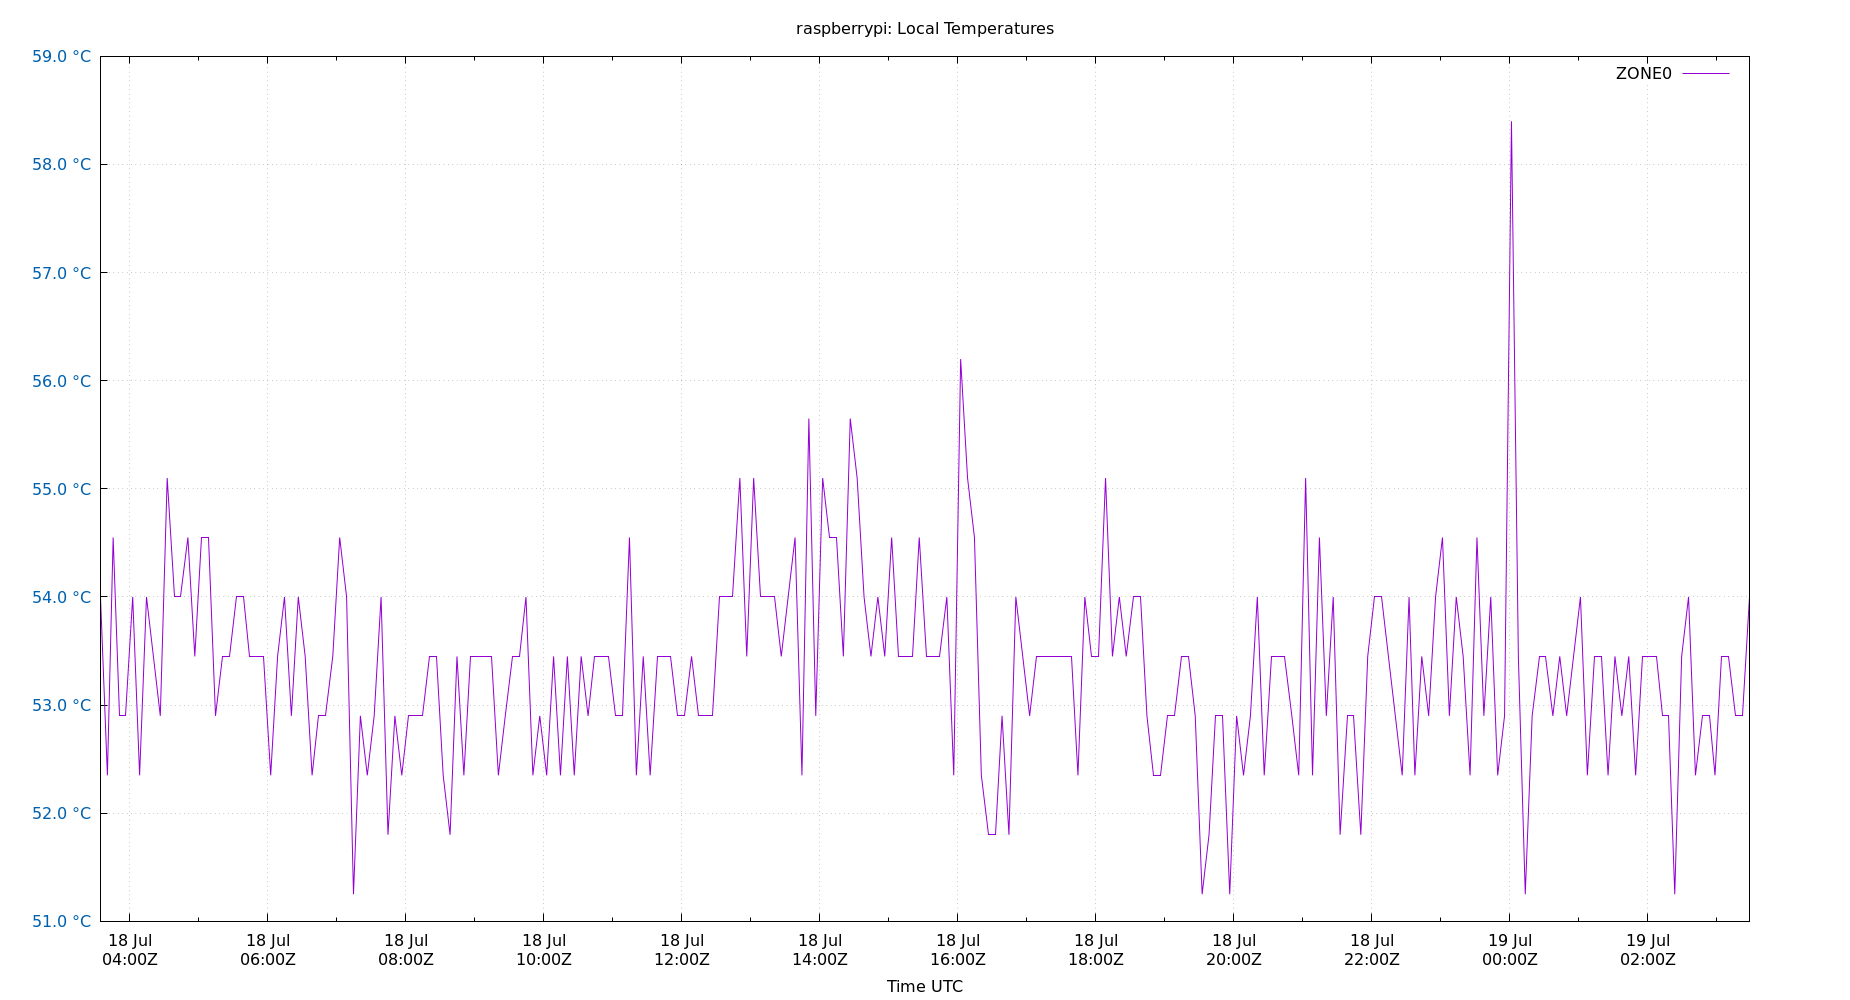 raspberrypi: Local Temperatures
59.0 °C
ZONE0
58.0 °C
57.0 °C
56.0 °C
55.0 °C
54.0 °C
53.0 °C
52.0 °C
51.0 °C
18 Jul 18 Jul 18 Jul 18 Jul 18 Jul 18 Jul 18 Jul 18 Jul 18 Jul 18 Jul 19 Jul 19 Jul
04:00Z 06:00Z 08:00Z 10:00Z 12:00Z 14:00Z 16:00Z 18:00Z 20:00Z 22:00Z 00:00Z 02:00Z
Time UTC